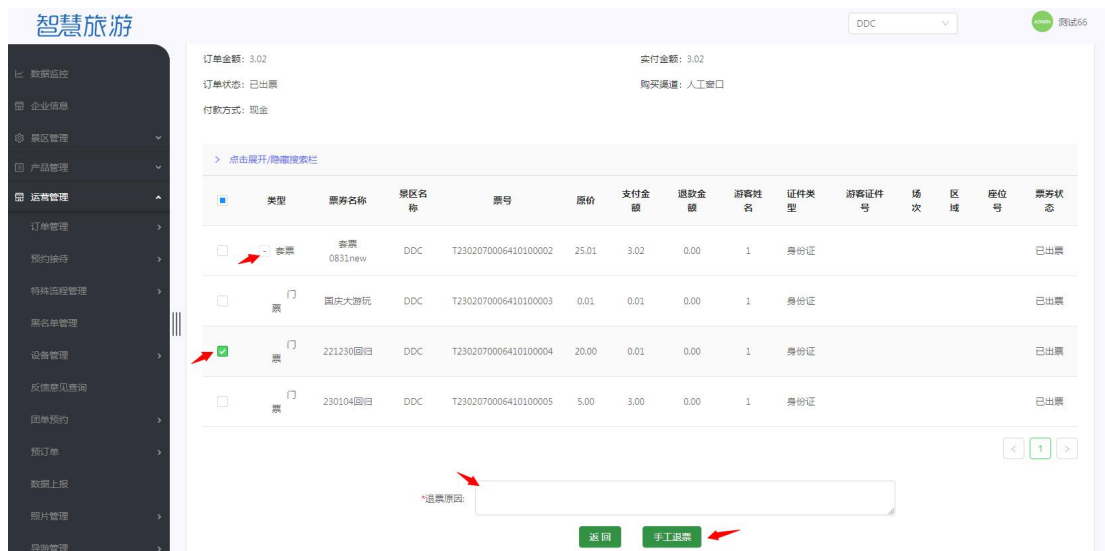 智慧旅游
DDC
ADMIN
测试66
数据监控
企业信息
景区管理
产品管理
运营管理
订单管理
预约接待
特殊流程管理
黑名单管理
设备管理
反馈意见查询
团单预约
预订单
数据上报
照片管理
导游管理
订单金额: 3.02
实付金额: 3.02
订单状态: 已出票
购买渠道: 人工窗口
付款方式: 现金
> 点击展开/隐藏搜索栏
类型 票券名称 景区名称 票号 原价 支付金额 退款金额 游客姓名 证件类型 游客证件号 场次 区域 座位号 票券状态
- 套票 套票0831new DDC T2302070006410100002 25.01 3.02 0.00 1 身份证 已出票
门票 国庆大游玩 DDC T2302070006410100003 0.01 0.01 0.00 1 身份证 已出票
门票 221230回归 DDC T2302070006410100004 20.00 0.01 0.00 1 身份证 已出票
门票 230104回归 DDC T2302070006410100005 5.00 3.00 0.00 1 身份证 已出票
< 1 >
*退票原因:
返回 手工退票